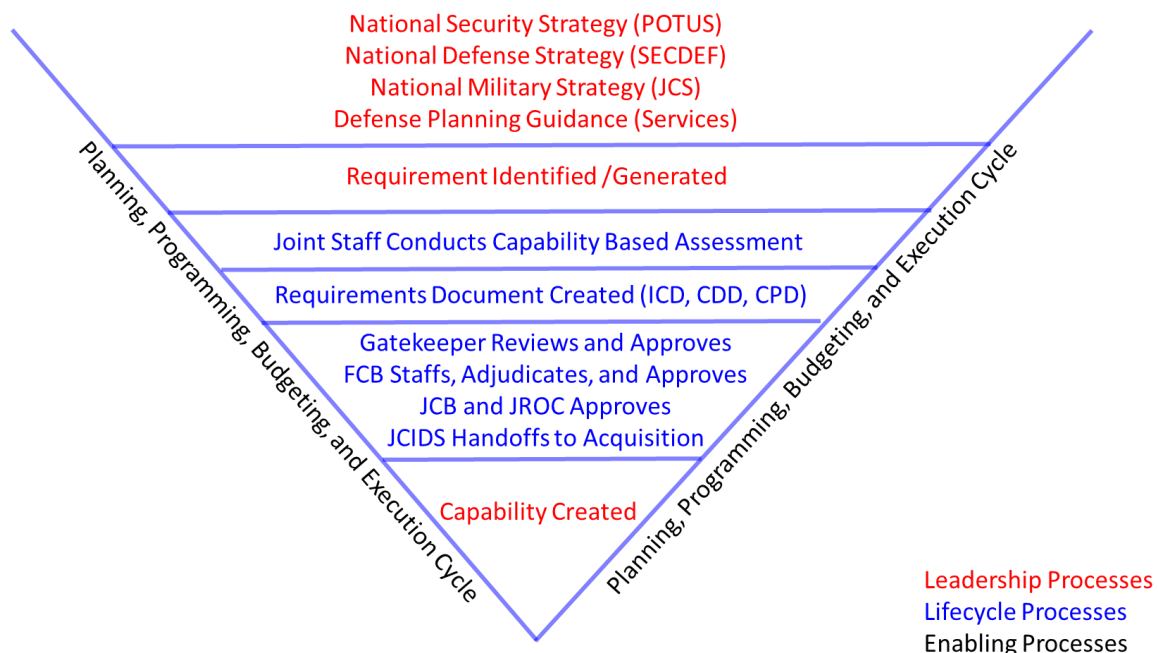 National Security Strategy (POTUS)
National Defense Strategy (SECDEF)
National Military Strategy (JCS)
Defense Planning Guidance (Services)
Requirement Identified /Generated
Joint Staff Conducts Capability Based Assessment
Requirements Document Created (ICD, CDD, CPD)
Gatekeeper Reviews and Approves
FCB Staffs, Adjudicates, and Approves
JCB and JROC Approves
JCIDS Handoffs to Acquisition
Capability Created
Planning, Programming, Budgeting, and Execution Cycle
Planning, Programming, Budgeting, and Execution Cycle
Leadership Processes
Lifecycle Processes
Enabling Processes